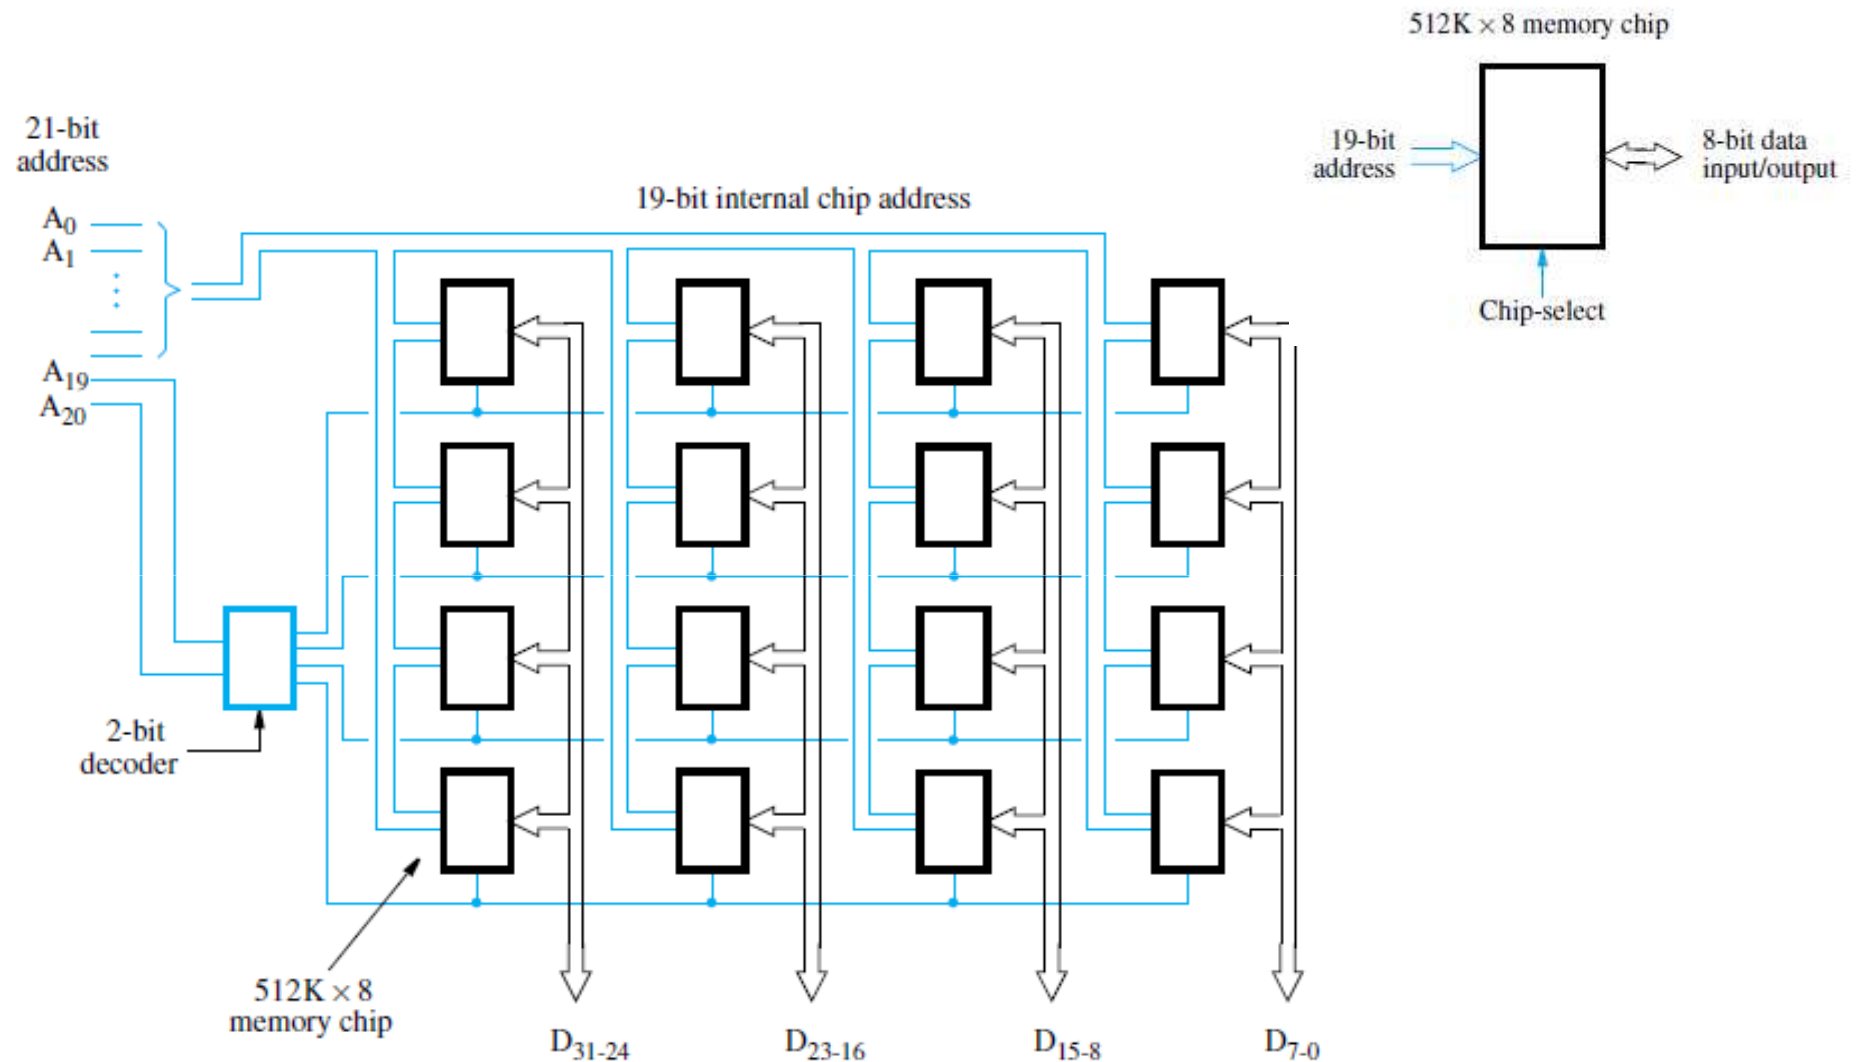 512K × 8 memory chip
21-bit
address
19-bit
address
8-bit data
input/output
19-bit internal chip address
A0
A1
Chip-select
A19
A20
2-bit
decoder
512K × 8
memory chip
D31-24
D23-16
D15-8
D7-0